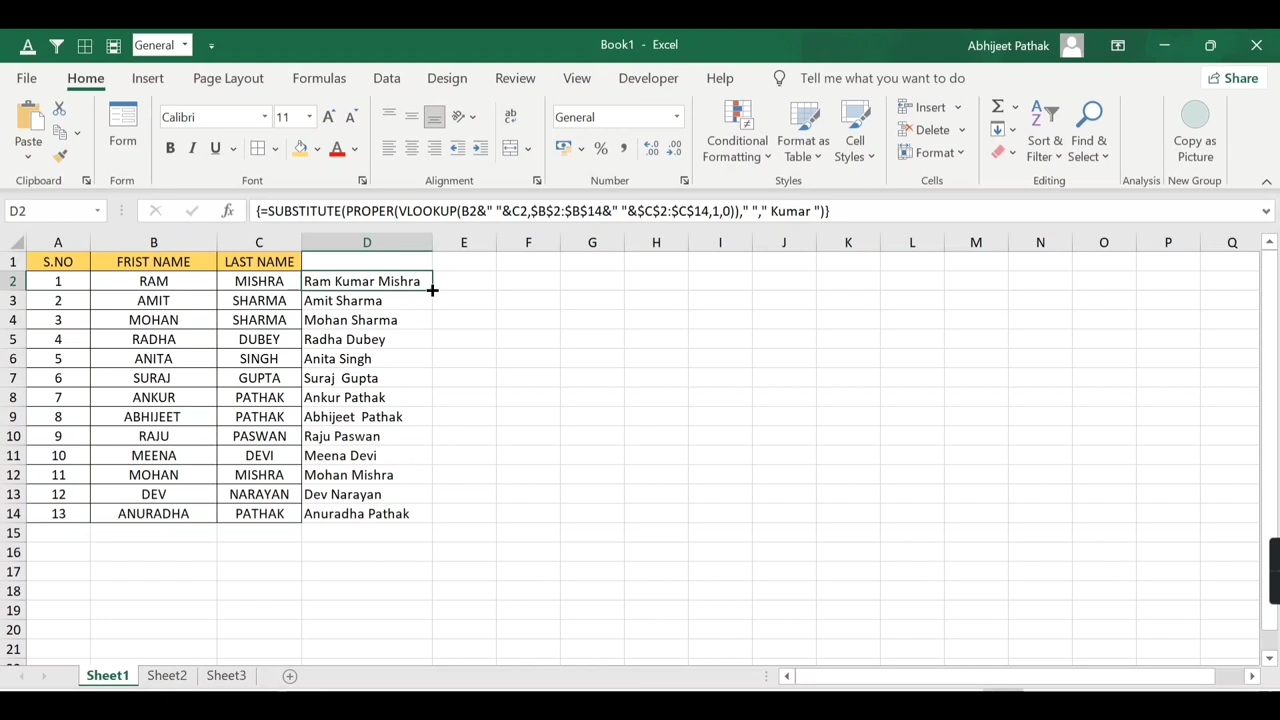 General
Book1 - Excel
Abhijeet Pathak
File Home Insert Page Layout Formulas Data Design Review View Developer Help Tell me what you want to do Share
Paste
Clipboard
Form
Form
Calibri 11
B I U
Font
ab
Alignment
General
% , .00 .0
Number
Conditional Formatting
Format as Table
Cell Styles
Styles
Insert
Delete
Format
Cells
Sort & Filter
Find & Select
Editing
Analysis
Copy as Picture
New Group
D2 fx {=SUBSTITUTE(PROPER(VLOOKUP(B2&" "&C2,$B$2:$B$14&" "&$C$2:$C$14,1,0))," "," Kumar ")}
A B C D E F G H I J K L M N O P Q
1 S.NO FRIST NAME LAST NAME
2 1 RAM MISHRA Ram Kumar Mishra
3 2 AMIT SHARMA Amit Sharma
4 3 MOHAN SHARMA Mohan Sharma
5 4 RADHA DUBEY Radha Dubey
6 5 ANITA SINGH Anita Singh
7 6 SURAJ GUPTA Suraj  Gupta
8 7 ANKUR PATHAK Ankur Pathak
9 8 ABHIJEET PATHAK Abhijeet  Pathak
10 9 RAJU PASWAN Raju Paswan
11 10 MEENA DEVI Meena Devi
12 11 MOHAN MISHRA Mohan Mishra
13 12 DEV NARAYAN Dev Narayan
14 13 ANURADHA PATHAK Anuradha Pathak
15
16
17
18
19
20
21
Sheet1 Sheet2 Sheet3